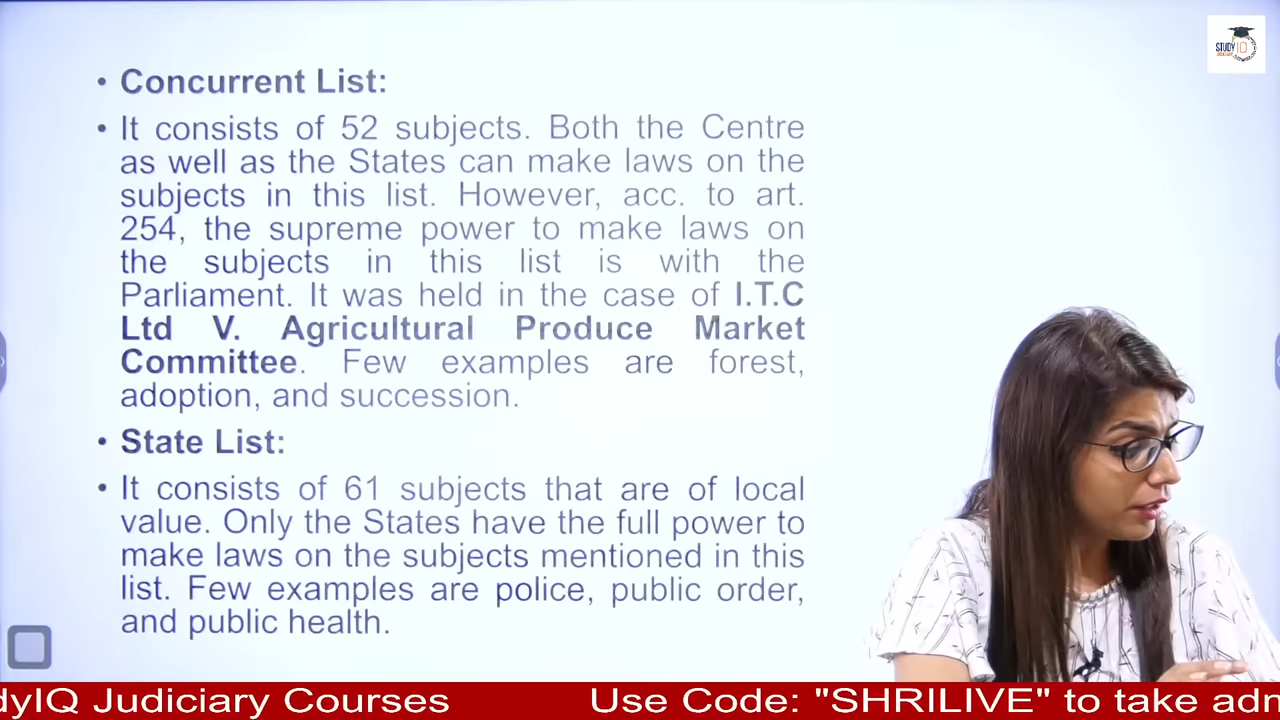 • Concurrent List:
• It consists of 52 subjects. Both the Centre
as well as the States can make laws on the
subjects in this list. However, acc. to art.
254, the supreme power to make laws on
the subjects in this list is with the
Parliament. It was held in the case of I.T.C
Ltd V. Agricultural Produce Market
Committee. Few examples are forest,
adoption, and succession.
• State List:
• It consists of 61 subjects that are of local
value. Only the States have the full power to
make laws on the subjects mentioned in this
list. Few examples are police, public order,
and public health.
STUDY IQ
dyIQ Judiciary Courses Use Code: "SHRILIVE" to take adn